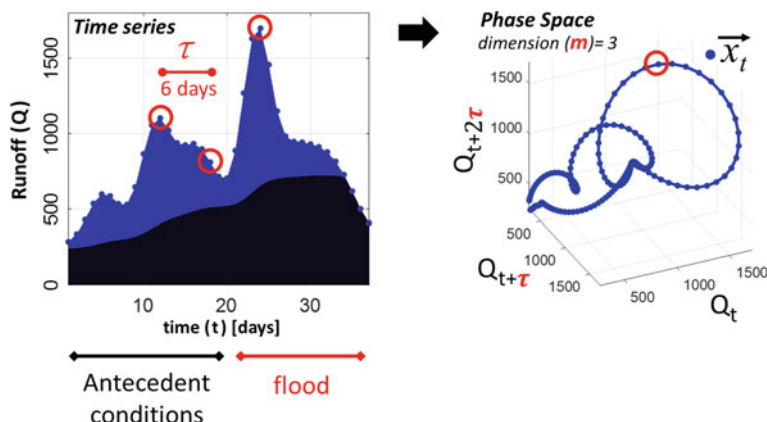 Time series
τ
6 days
Runoff (Q)
1500
1000
500
0
10
20
30
time (t) [days]
Antecedent
conditions
flood
Phase Space
dimension (m)= 3
x_t
Q_{t+2τ}
1500
1000
500
500
1000
1500
Q_{t+τ}
500
1000
1500
Q_t